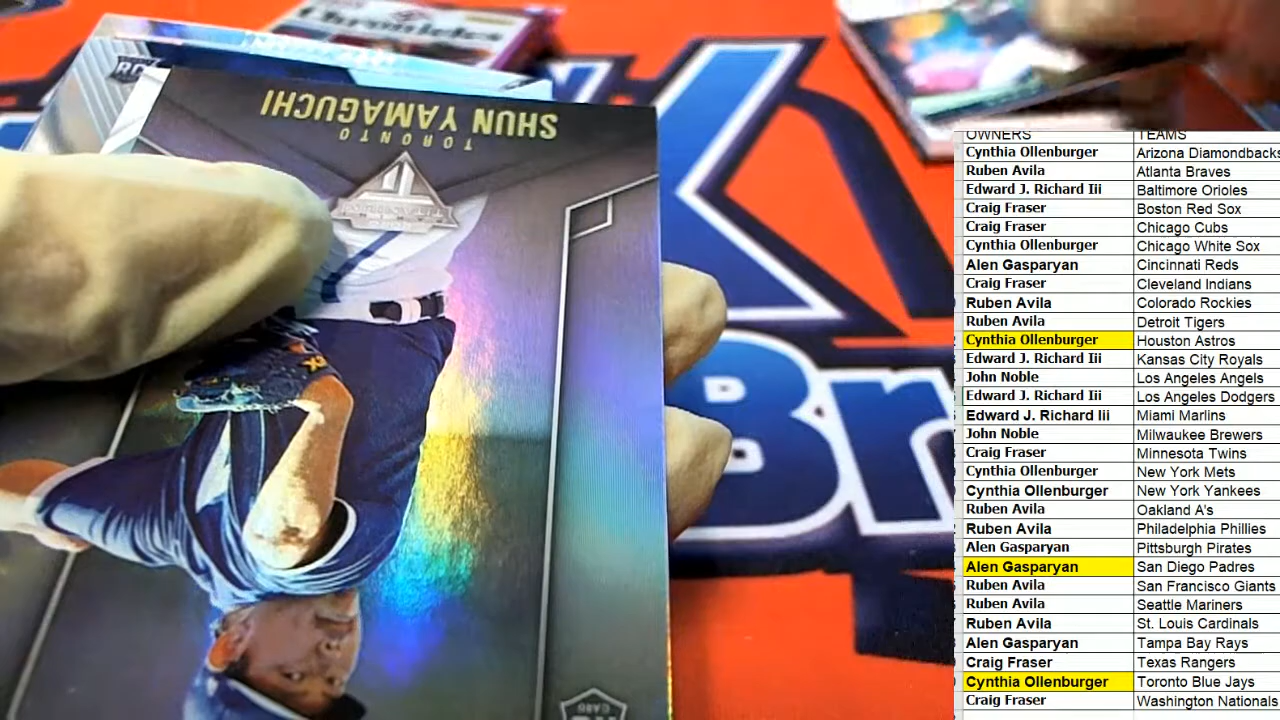 Chronicles
RC
SHUN YAMAGUCHI
TORONTO
Br
CARD
OWNERS TEAMS
Cynthia Ollenburger Arizona Diamondbacks
Ruben Avila Atlanta Braves
Edward J. Richard Iii Baltimore Orioles
Craig Fraser Boston Red Sox
Craig Fraser Chicago Cubs
Cynthia Ollenburger Chicago White Sox
Alen Gasparyan Cincinnati Reds
Craig Fraser Cleveland Indians
Ruben Avila Colorado Rockies
Ruben Avila Detroit Tigers
Cynthia Ollenburger Houston Astros
Edward J. Richard Iii Kansas City Royals
John Noble Los Angeles Angels
Edward J. Richard Iii Los Angeles Dodgers
Edward J. Richard Iii Miami Marlins
John Noble Milwaukee Brewers
Craig Fraser Minnesota Twins
Cynthia Ollenburger New York Mets
Cynthia Ollenburger New York Yankees
Ruben Avila Oakland A's
Ruben Avila Philadelphia Phillies
Alen Gasparyan Pittsburgh Pirates
Alen Gasparyan San Diego Padres
Ruben Avila San Francisco Giants
Ruben Avila Seattle Mariners
Ruben Avila St. Louis Cardinals
Alen Gasparyan Tampa Bay Rays
Craig Fraser Texas Rangers
Cynthia Ollenburger Toronto Blue Jays
Craig Fraser Washington Nationals